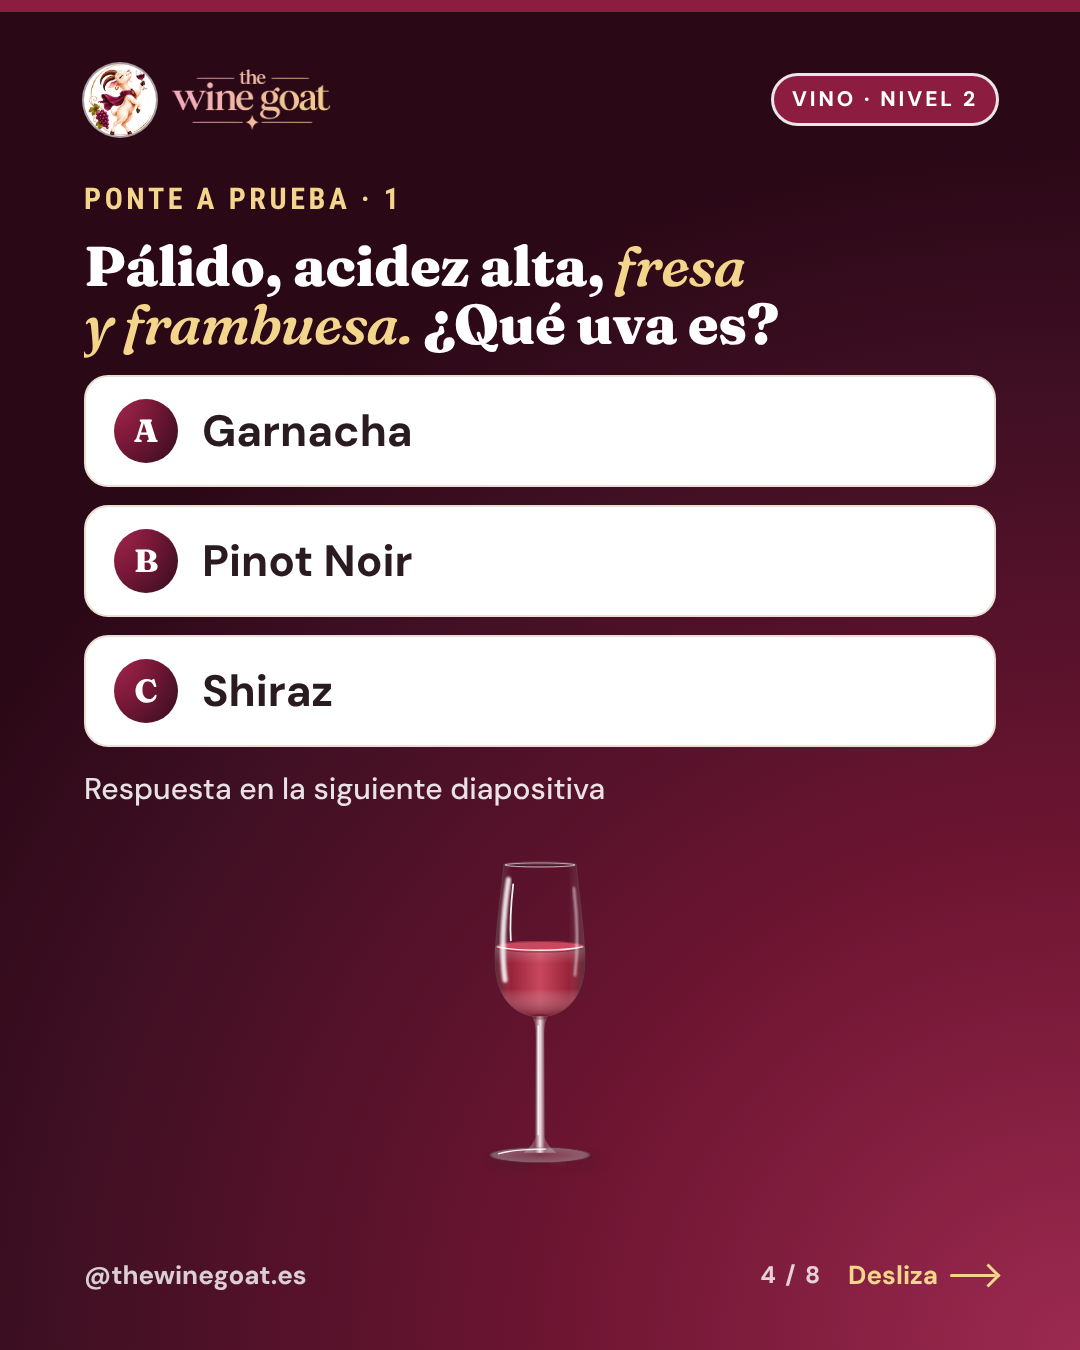 the
wine goat
VINO · NIVEL 2
PONTE A PRUEBA · 1
Pálido, acidez alta, fresa
y frambuesa. ¿Qué uva es?
A Garnacha
B Pinot Noir
C Shiraz
Respuesta en la siguiente diapositiva
@thewinegoat.es
4 / 8 Desliza